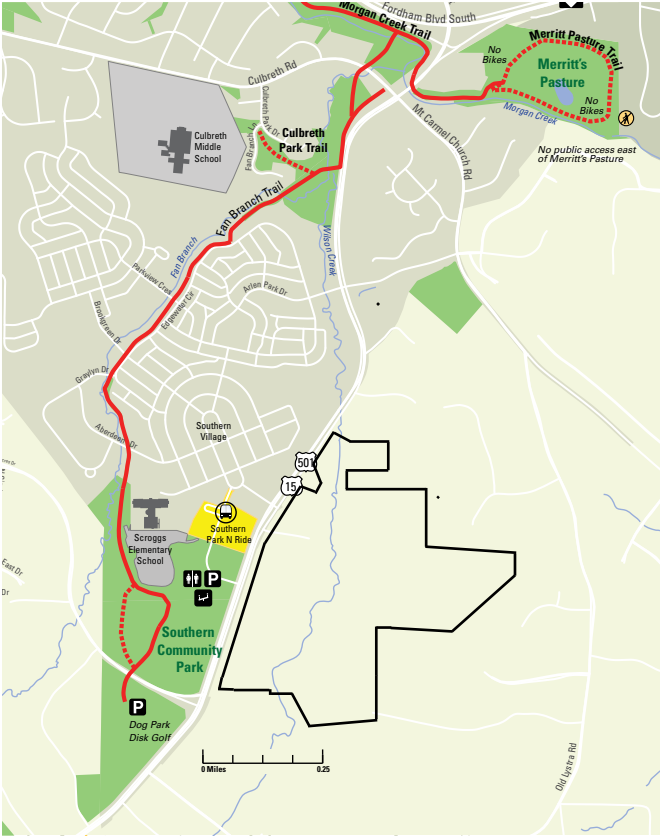 Fordham Blvd South
Morgan Creek Trail
Merritt Pasture Trail
No
Bikes
Merritt's
Pasture
No
Bikes
Morgan Creek
No public access east
of Merritt's Pasture
Culbreth Rd
Culbreth Park Dr
Fan Branch Ln
Culbreth
Middle
School
Culbreth
Park Trail
Mt Carmel Church Rd
Fan Branch Trail
Fan Branch
Wilson Creek
Parkview Cres
Arlen Park Dr
Edgewater Cir
Brookgreen Dr
Graylyn Dr
Aberdeen Dr
Southern
Village
501
15
Southern
Park N Ride
Scroggs
Elementary
School
East Dr
Dr
P
Southern
Community
Park
P
Dog Park
Disk Golf
0 Miles
0.25
Old Lystra Rd